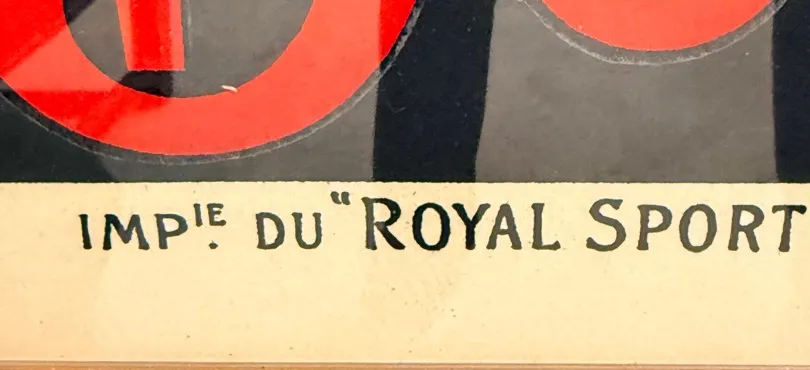 IMPIE. DU "ROYAL SPORT